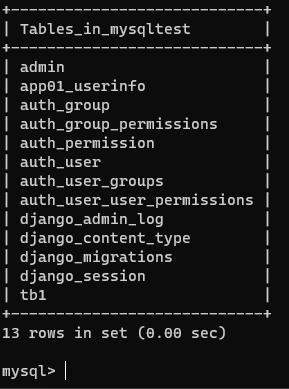 +----------------------------+
| Tables_in_mysqltest        |
+----------------------------+
| admin                      |
| app01_userinfo             |
| auth_group                 |
| auth_group_permissions     |
| auth_permission            |
| auth_user                  |
| auth_user_groups           |
| auth_user_user_permissions |
| django_admin_log           |
| django_content_type        |
| django_migrations          |
| django_session             |
| tb1                        |
+----------------------------+
13 rows in set (0.00 sec)
mysql>